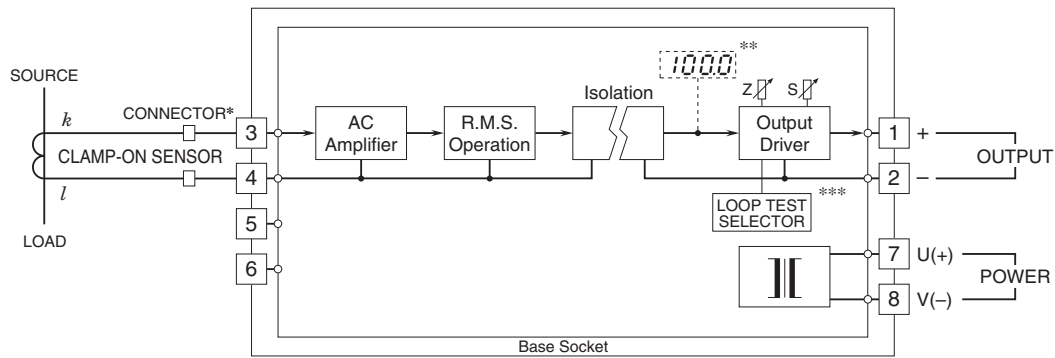 SOURCE
k
CONNECTOR*
CLAMP-ON SENSOR
l
LOAD
3
4
5
6
AC
Amplifier
R.M.S.
Operation
Isolation
100.0
**
Z
S
Output
Driver
LOOP TEST
SELECTOR
***
1
+
2
–
OUTPUT
7
U(+)
8
V(–)
POWER
Base Socket